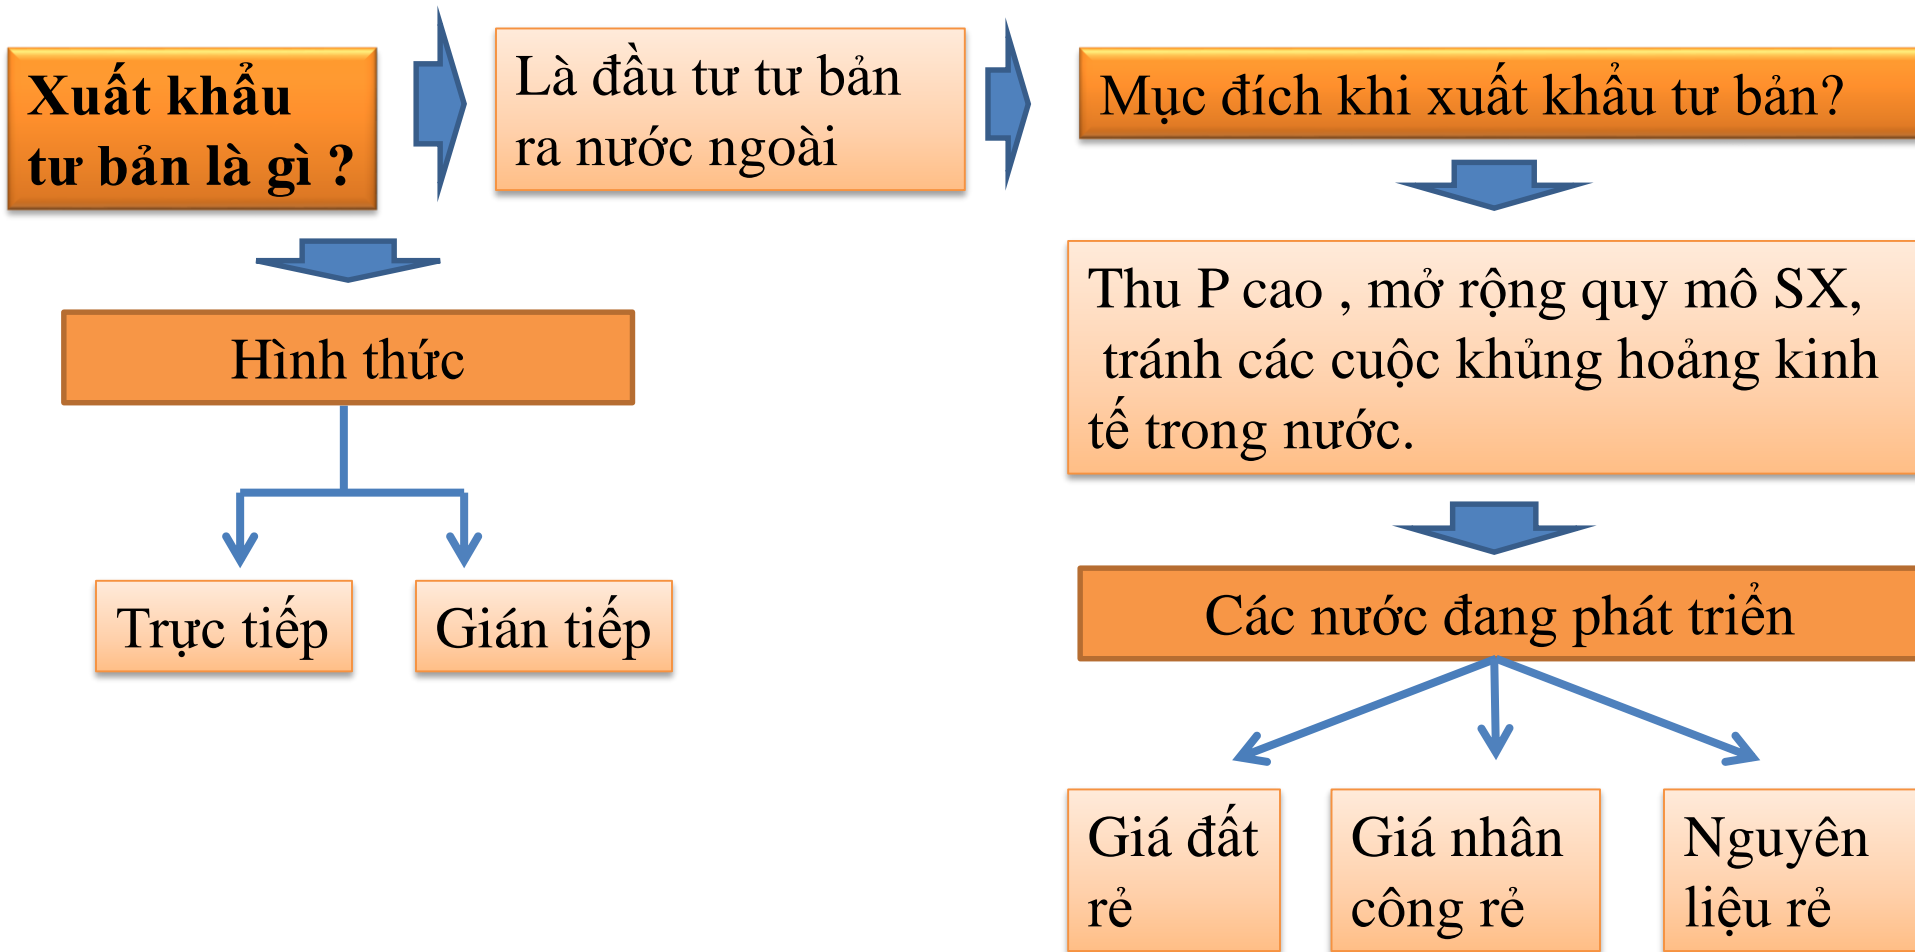 Xuất khẩu
tư bản là gì ?
Là đầu tư tư bản
ra nước ngoài
Mục đích khi xuất khẩu tư bản?
Thu P cao , mở rộng quy mô SX,
tránh các cuộc khủng hoảng kinh
tế trong nước.
Hình thức
Trực tiếp
Gián tiếp
Các nước đang phát triển
Giá đất
rẻ
Giá nhân
công rẻ
Nguyên
liệu rẻ